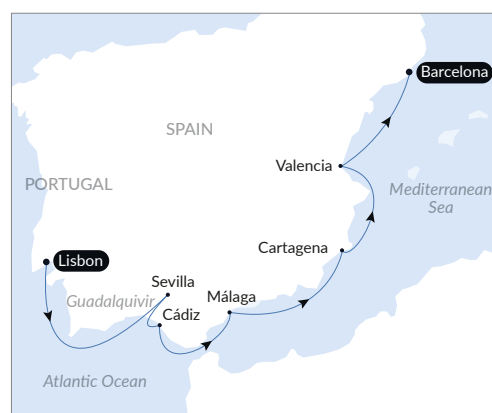 Barcelona
SPAIN
Valencia
PORTUGAL
Mediterranean
Sea
Cartagena
Lisbon
Sevilla
Guadalquivir
Málaga
Cádiz
Atlantic Ocean